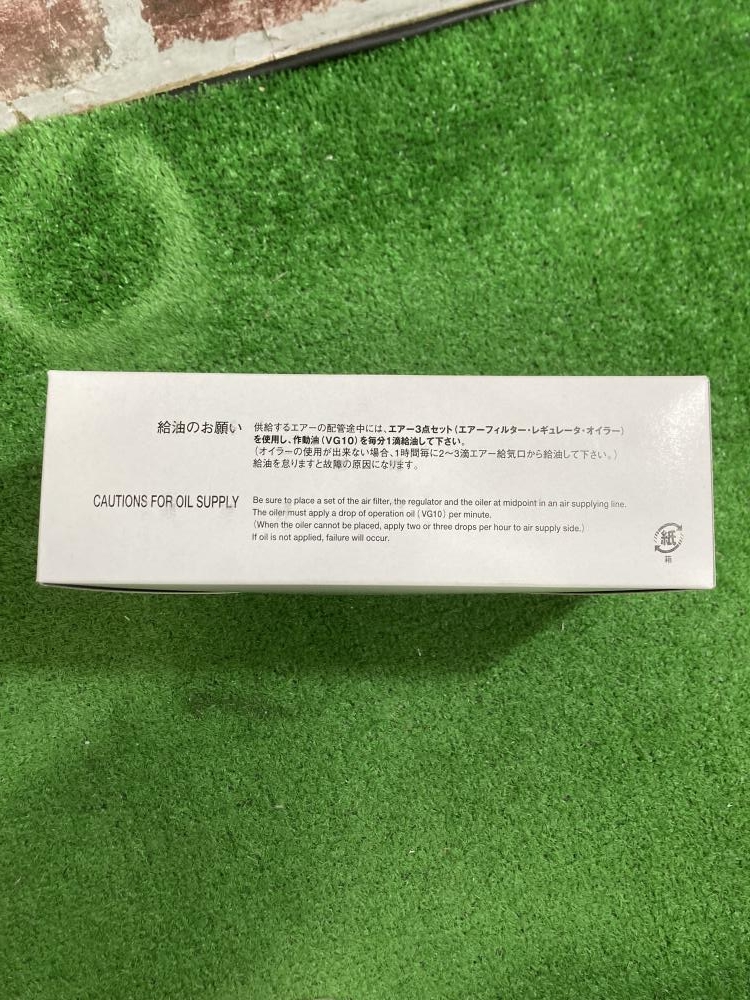 給油のお願い
供給するエアーの配管途中には、エアー3点セット(エアーフィルター・レギュレータ・オイラー)
を使用し、作動油(VG10)を毎分1滴給油して下さい。
(オイラーの使用が出来ない場合、1時間毎に2〜3滴エアー給気口から給油して下さい。)
給油を怠りますと故障の原因になります。
CAUTIONS FOR OIL SUPPLY
Be sure to place a set of the air filter, the regulator and the oiler at midpoint in an air supplying line.
The oiler must apply a drop of operation oil (VG10) per minute.
(When the oiler cannot be placed, apply two or three drops per hour to air supply side.)
If oil is not applied, failure will occur.
紙
箱